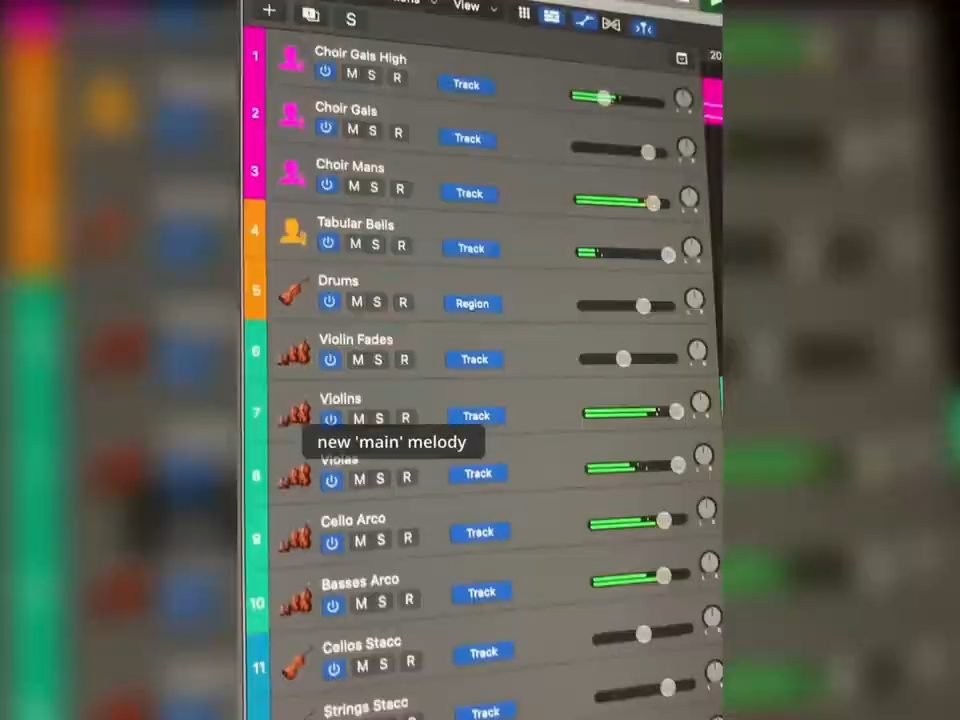 View
S
20
1
Choir Gals High
M S R
Track
2
Choir Gals
M S R
Track
3
Choir Mans
M S R
Track
4
Tabular Bells
M S R
Track
5
Drums
M S R
Region
6
Violin Fades
M S R
Track
7
Violins
M S R
Track
new 'main' melody
8
Violas
M S R
Track
9
Cello Arco
M S R
Track
10
Basses Arco
M S R
Track
11
Cellos Stacc
M S R
Track
Strings Stacc
Track